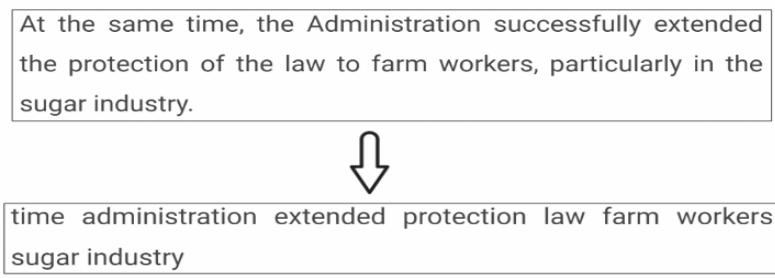 At the same time, the Administration successfully extended
the protection of the law to farm workers, particularly in the
sugar industry.
time administration extended protection law farm workers
sugar industry